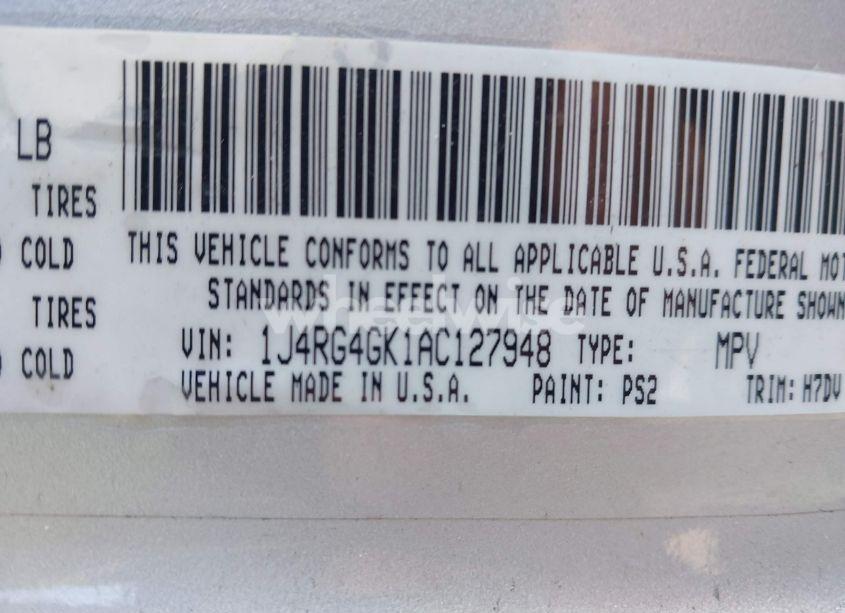 LB
TIRES
COLD
TIRES
COLD
THIS VEHICLE CONFORMS TO ALL APPLICABLE U.S.A. FEDERAL MOT
STANDARDS IN EFFECT ON THE DATE OF MANUFACTURE SHOWN
wheelwise
VIN: 1J4RG4GK1AC127948 TYPE: MPV
VEHICLE MADE IN U.S.A. PAINT: PS2 TRIM: H7DV